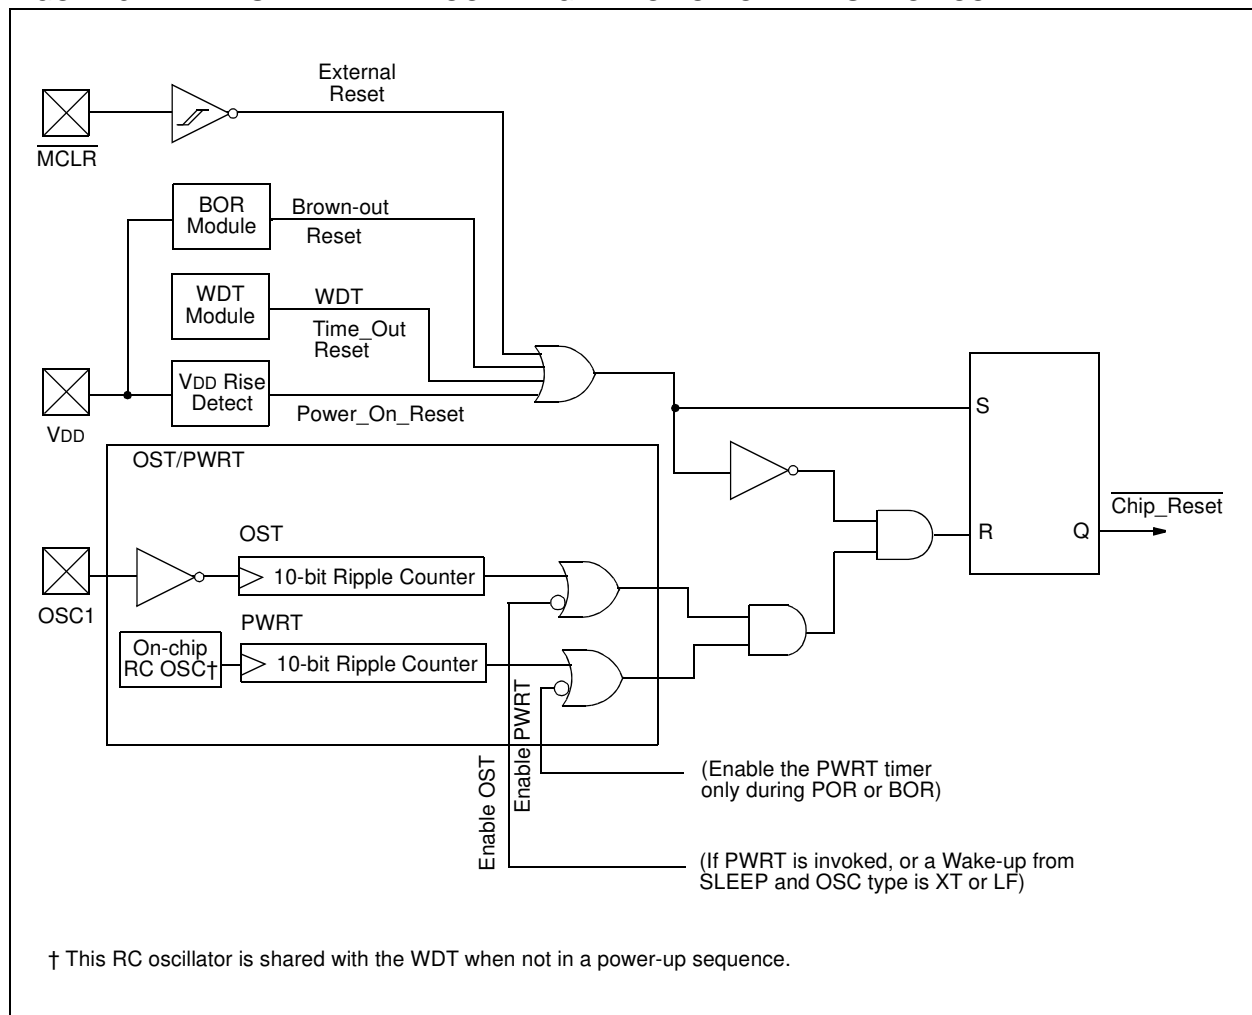 External
Reset
MCLR
BOR
Module
Brown-out
Reset
WDT
Module
WDT
Time_Out
Reset
VDD Rise
Detect
Power_On_Reset
VDD
OST/PWRT
S
R
Q
Chip_Reset
OST
10-bit Ripple Counter
OSC1
PWRT
On-chip
RC OSC†
10-bit Ripple Counter
Enable PWRT
Enable OST
(Enable the PWRT timer
only during POR or BOR)
(If PWRT is invoked, or a Wake-up from
SLEEP and OSC type is XT or LF)
† This RC oscillator is shared with the WDT when not in a power-up sequence.